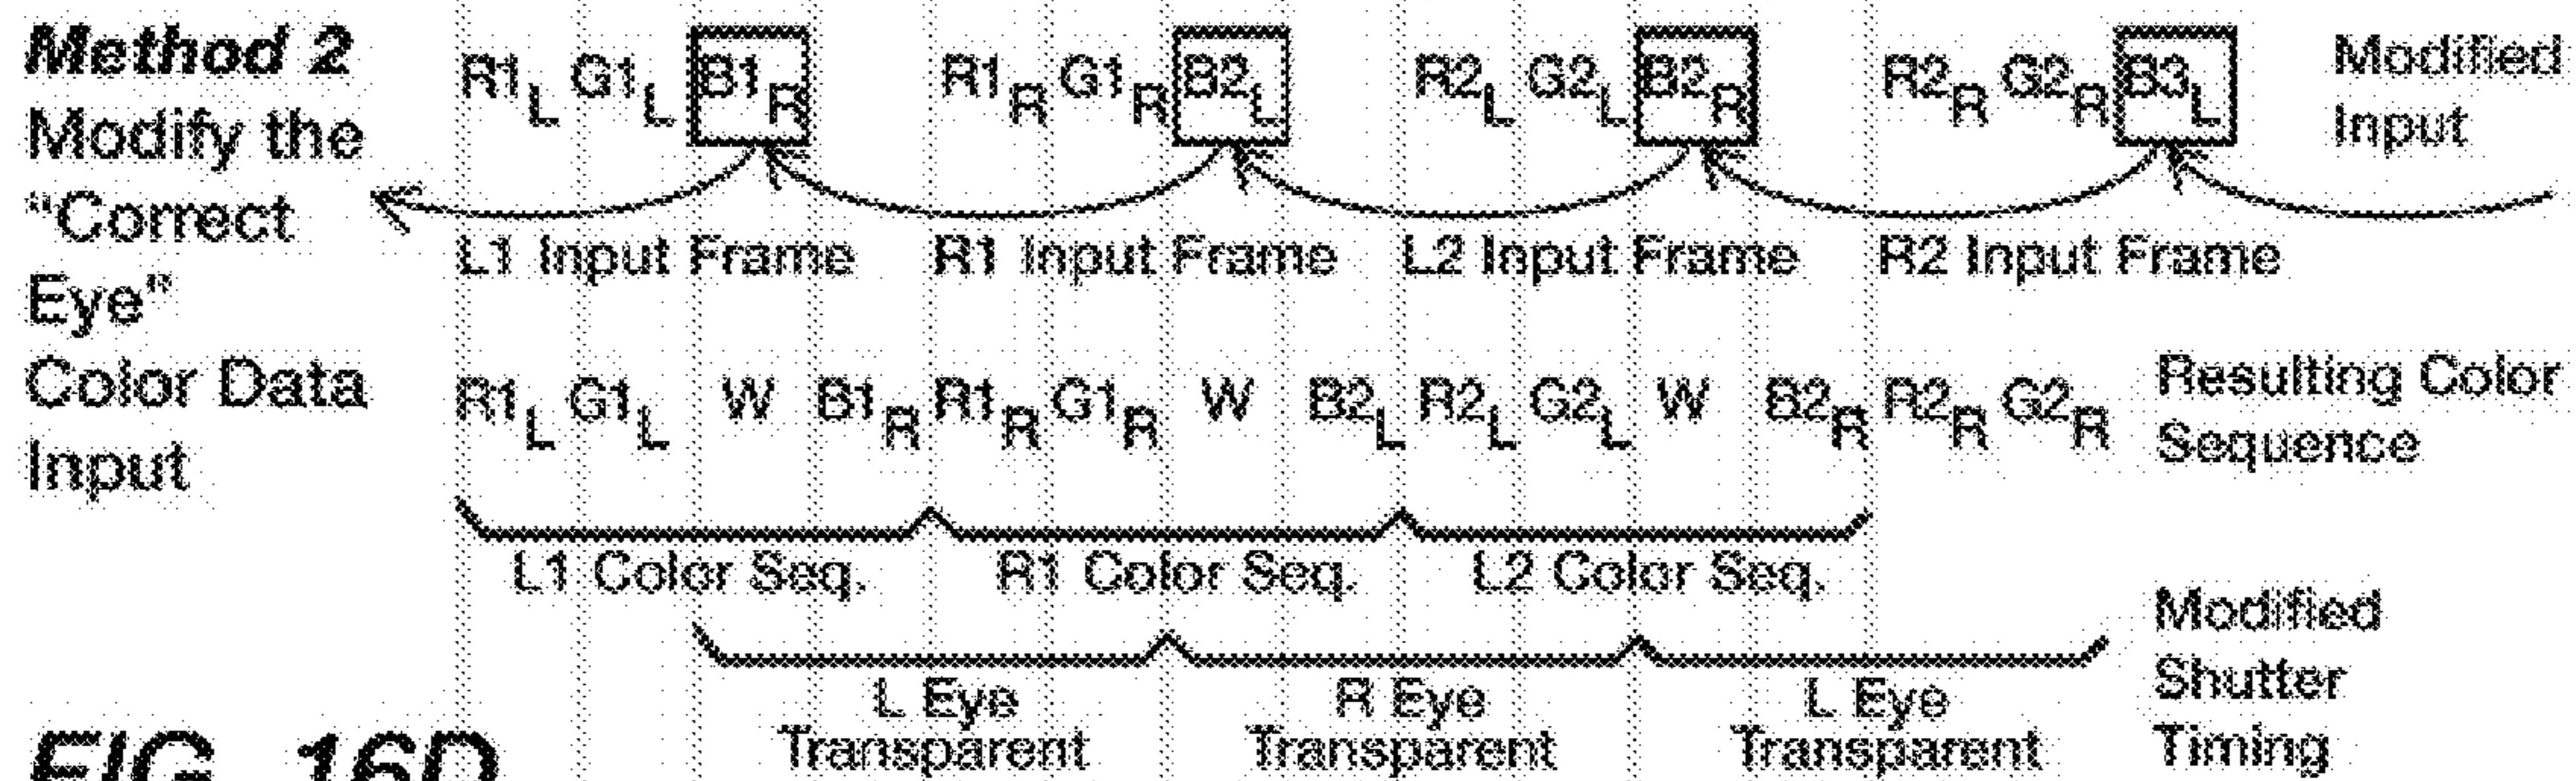 Method 2
Modify the
"Correct
Eye"
Color Data
Input
R1L G1L B1R R1R G1R B2L R2L G2L B2R R2R G2R B3L
Modified
Input
L1 Input Frame R1 Input Frame L2 Input Frame R2 Input Frame
R1L G1L W B1R R1R G1R W B2L R2L G2L W B2R R2R G2R
Resulting Color
Sequence
L1 Color Seq. R1 Color Seq. L2 Color Seq.
L Eye
Transparent
R Eye
Transparent
L Eye
Transparent
Modified
Shutter
Timing
FIG. 16D